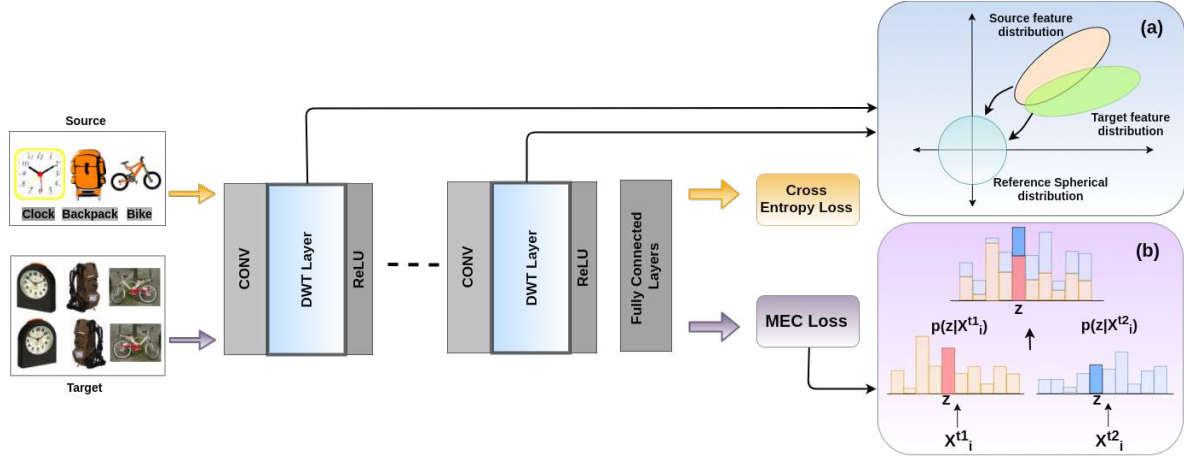 Source
Clock
Backpack
Bike
Target
CONV
DWT Layer
ReLU
CONV
DWT Layer
ReLU
Fully Connected
Layers
Cross
Entropy Loss
MEC Loss
(a)
Source feature
distribution
Target feature
distribution
Reference Spherical
distribution
(b)
z
p(z|X^t1_i)
p(z|X^t2_i)
z
z
X^t1_i
X^t2_i